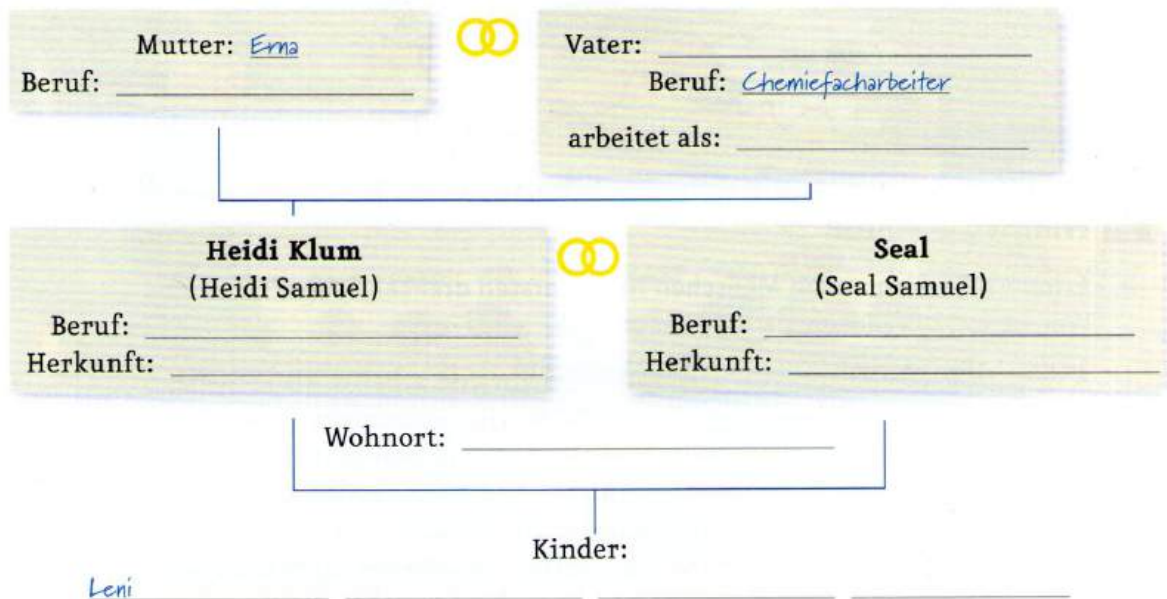 Mutter: Erna
Beruf:
Vater:
Beruf: Chemiefacharbeiter
arbeitet als:
Heidi Klum
(Heidi Samuel)
Beruf:
Herkunft:
Seal
(Seal Samuel)
Beruf:
Herkunft:
Wohnort:
Kinder:
Leni